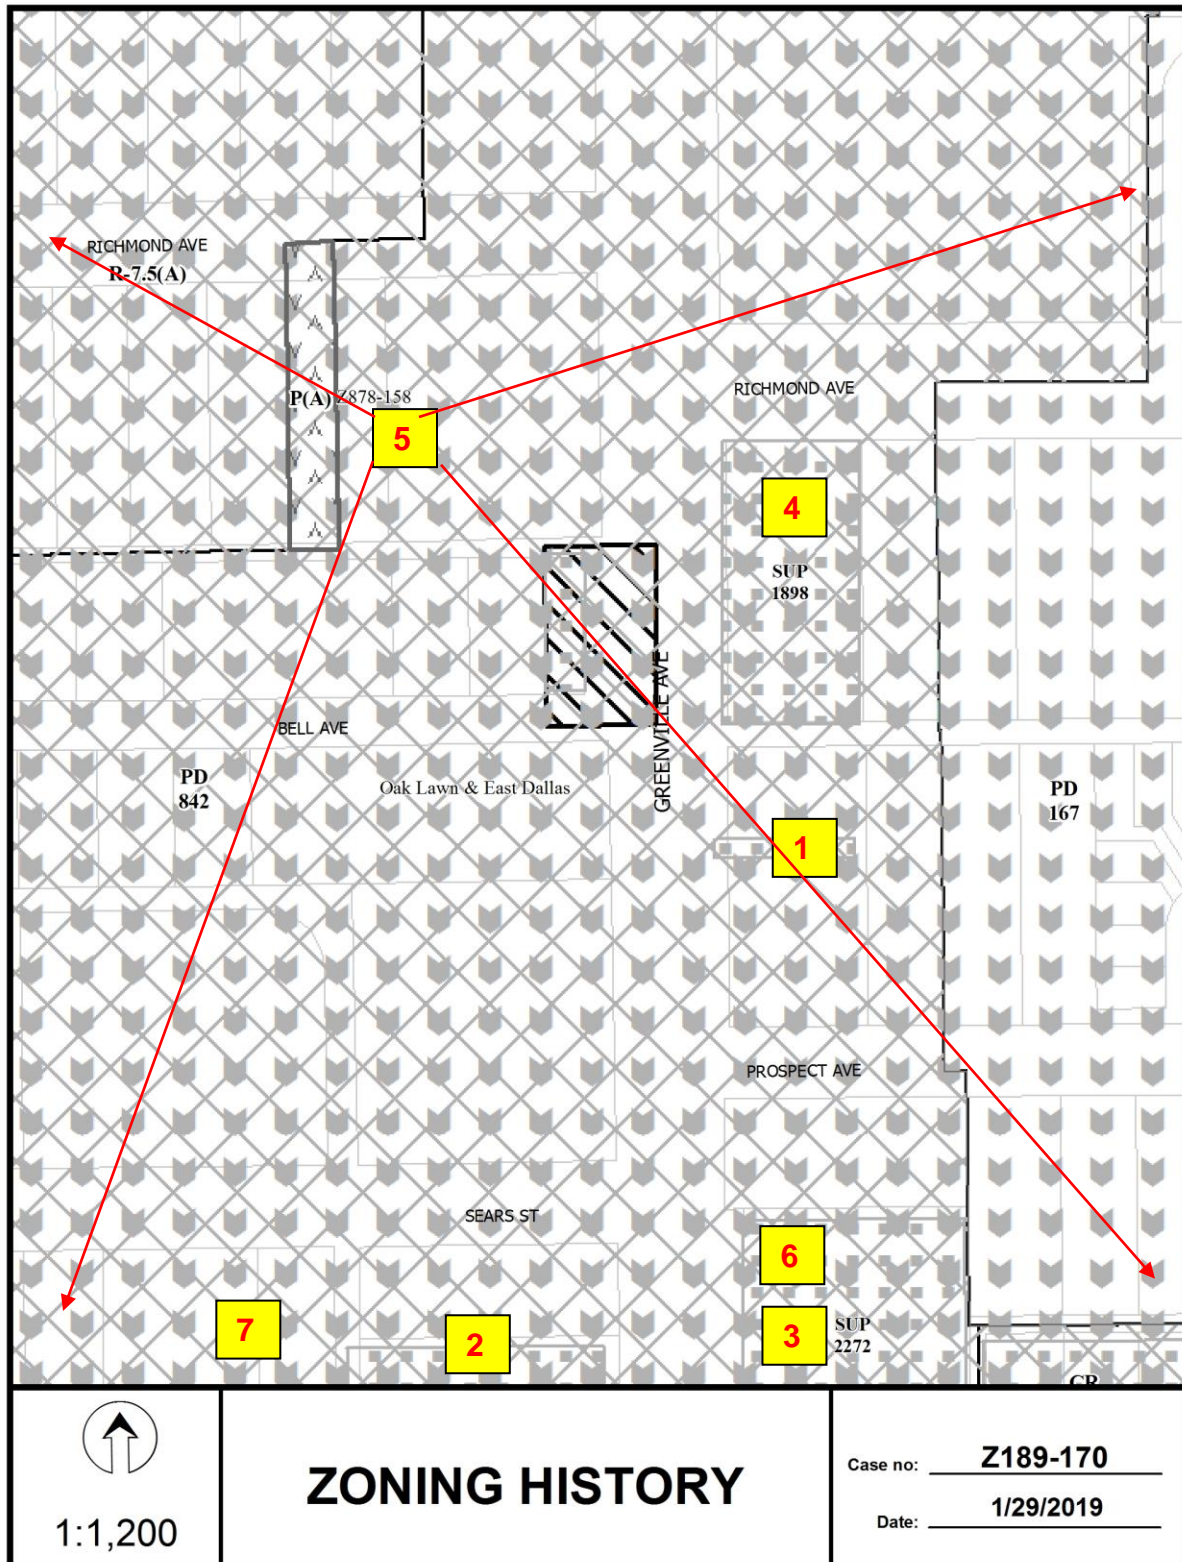 RICHMOND AVE
R-7.5(A)
P(A) Z878-158
RICHMOND AVE
5
4
SUP
1898
GREENVILLE AVE
BELL AVE
PD
842
Oak Lawn & East Dallas
PD
167
1
PROSPECT AVE
SEARS ST
6
7
2
3
SUP
2272
CR
1:1,200
ZONING HISTORY
Case no: Z189-170
Date: 1/29/2019